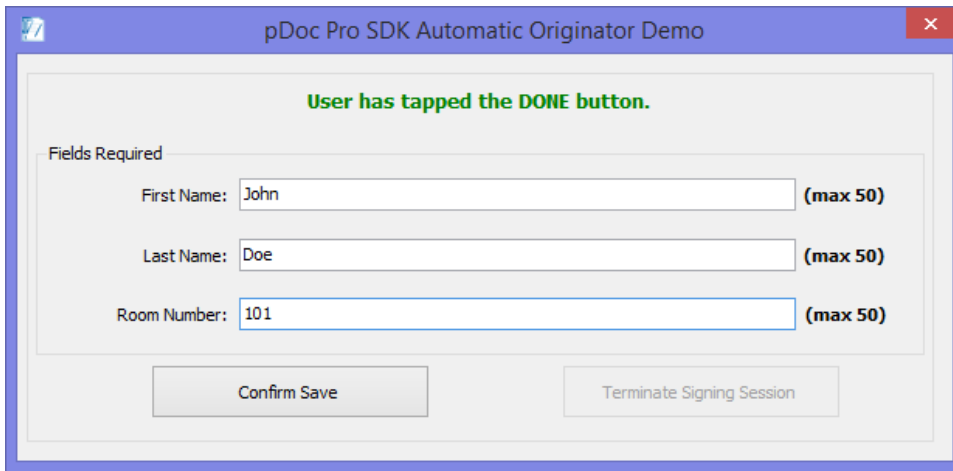 pDoc Pro SDK Automatic Originator Demo
User has tapped the DONE button.
Fields Required
First Name: John (max 50)
Last Name: Doe (max 50)
Room Number: 101 (max 50)
Confirm Save Terminate Signing Session